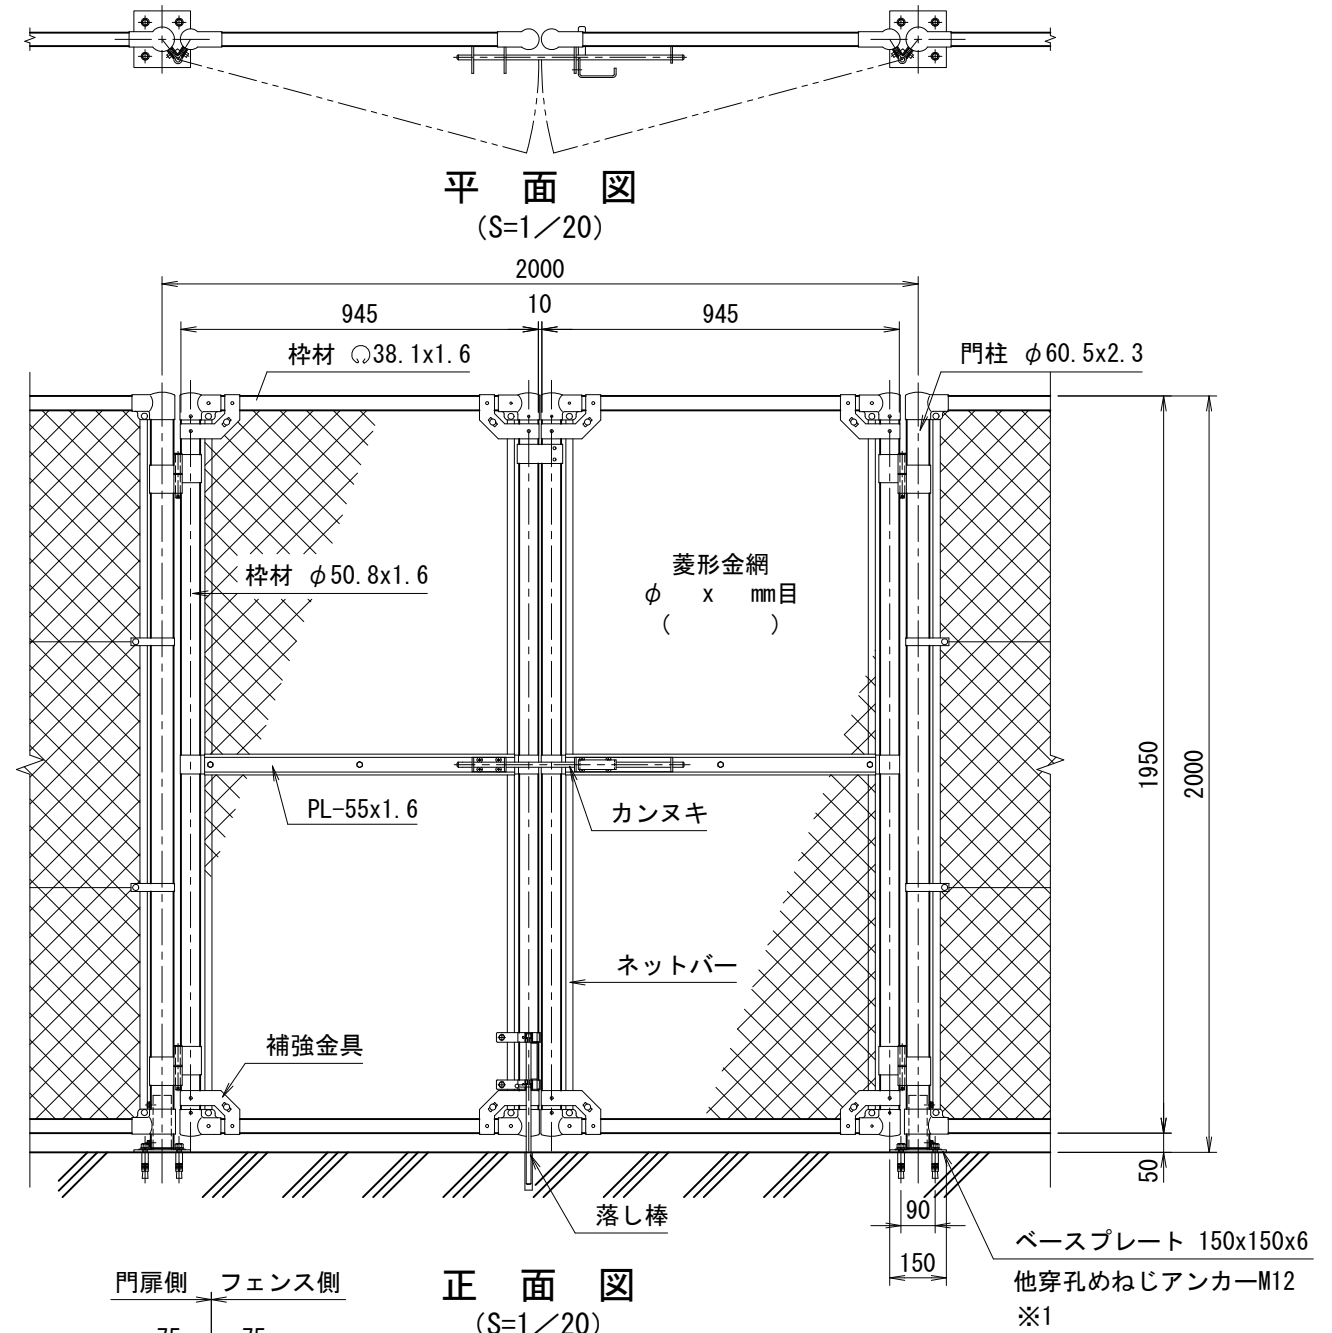 平 面 図
(S=1/20)
2000
945
10
945
枠材 〇38.1x1.6
門柱 φ60.5x2.3
枠材 φ50.8x1.6
菱形金網
φ x mm目
( )
1950
2000
PL-55x1.6
カンヌキ
ネットバー
補強金具
50
落し棒
90
ベースプレート 150x150x6
150
他穿孔めねじアンカーM12
※1
門扉側 フェンス側
正 面 図
(S=1/20)
75 75